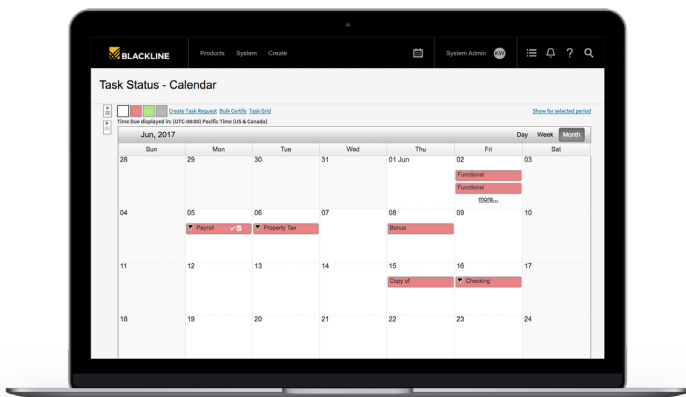 BLACKLINE
Products System Create
System Admin KW
Task Status - Calendar
Create Task Request Bulk Certify Task Grid
Show for selected period
Time Due displayed in: (UTC-08:00) Pacific Time (US & Canada)
Jun, 2017
Day Week Month
Sun Mon Tue Wed Thu Fri Sat
28 29 30 31 01 Jun 02 03
Functional
Functional
more...
04 05 06 07 08 09 10
Payroll S Property Tax Bonus
11 12 13 14 15 16 17
Copy of Checking
18 19 20 21 22 23 24